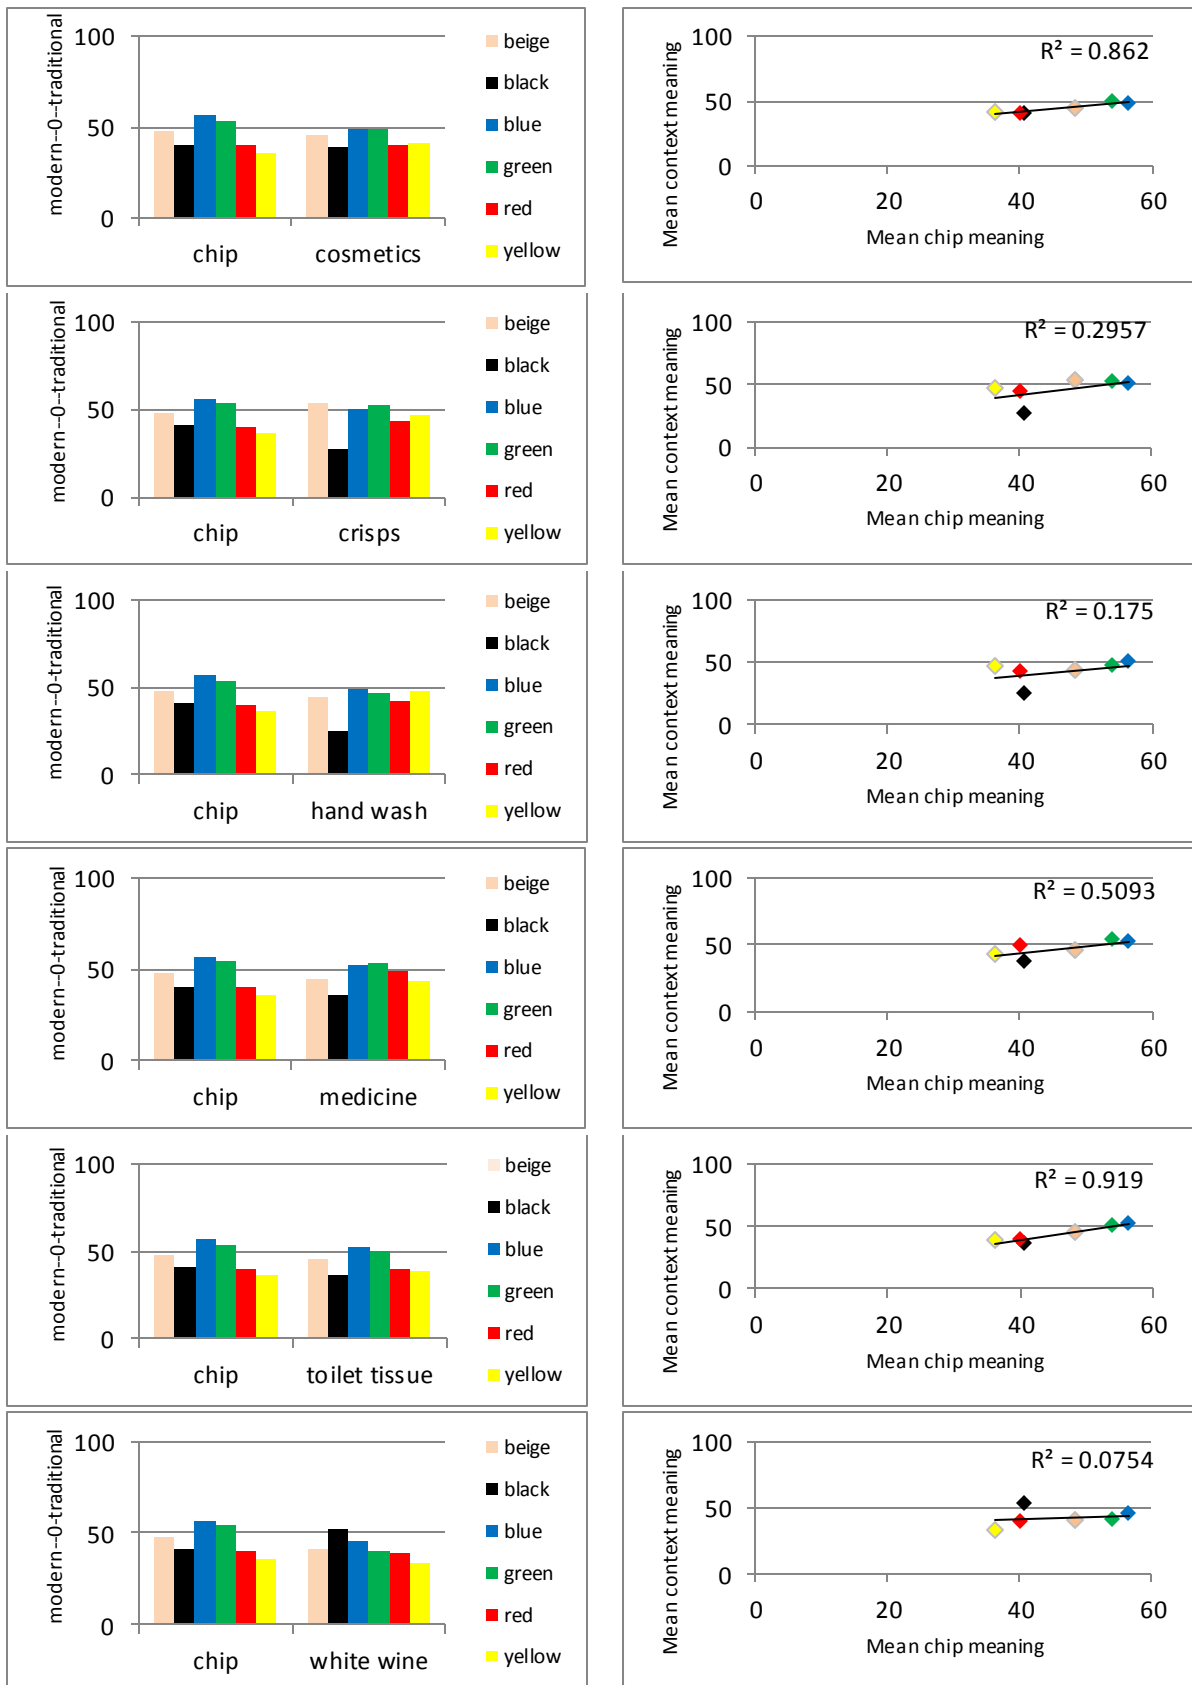 modern--0--traditional
100
50
0
chip
cosmetics
beige
black
blue
green
red
yellow
Mean context meaning
100
50
0
R² = 0.862
0
20
40
60
Mean chip meaning
modern--0--traditional
100
50
0
chip
crisps
beige
black
blue
green
red
yellow
Mean context meaning
100
50
0
R² = 0.2957
0
20
40
60
Mean chip meaning
modern--0-traditional
100
50
0
chip
hand wash
beige
black
blue
green
red
yellow
Mean context meaning
100
50
0
R² = 0.175
0
20
40
60
Mean chip meaning
modern--0-traditional
100
50
0
chip
medicine
beige
black
blue
green
red
yellow
Mean context meaning
100
50
0
R² = 0.5093
0
20
40
60
Mean chip meaning
modern--0-traditional
100
50
0
chip
toilet tissue
beige
black
blue
green
red
yellow
Mean context meaning
100
50
0
R² = 0.919
0
20
40
60
Mean chip meaning
modern--0-traditional
100
50
0
chip
white wine
beige
black
blue
green
red
yellow
Mean context meaning
100
50
0
R² = 0.0754
0
20
40
60
Mean chip meaning